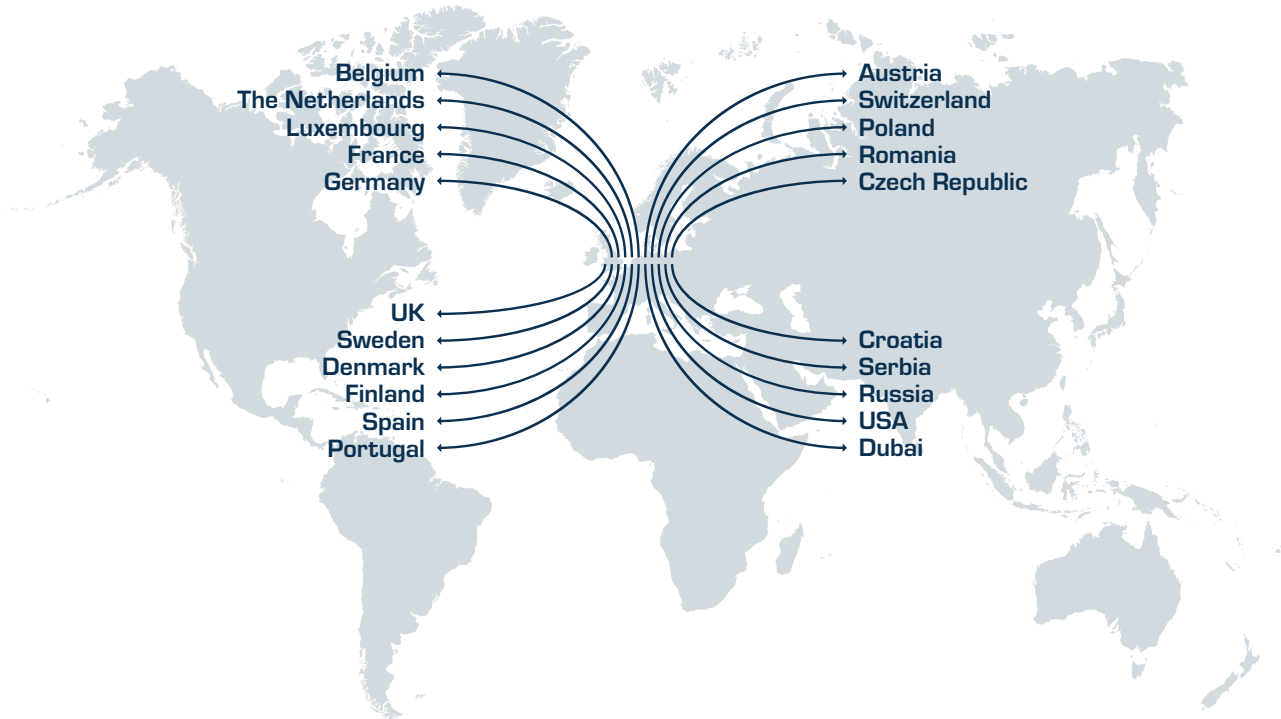 Belgium
The Netherlands
Luxembourg
France
Germany
Austria
Switzerland
Poland
Romania
Czech Republic
UK
Sweden
Denmark
Finland
Spain
Portugal
Croatia
Serbia
Russia
USA
Dubai